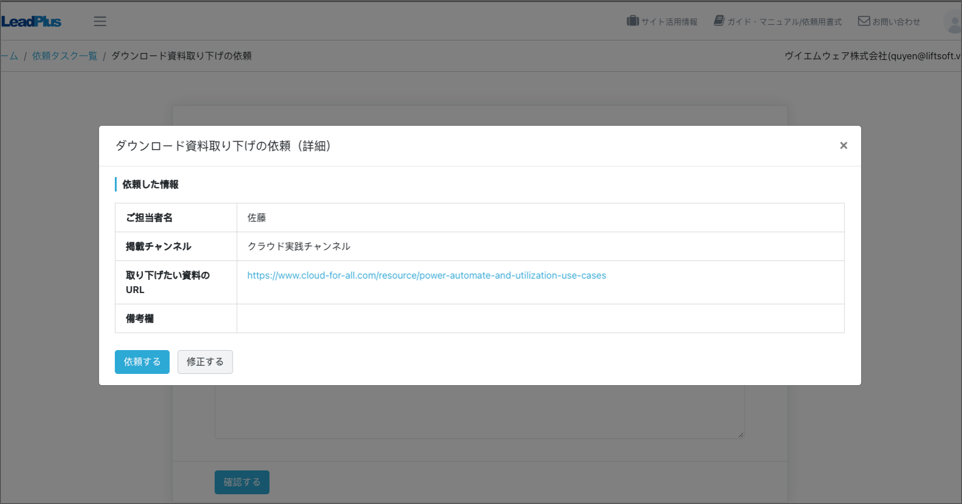 LeadPlus
サイト活用情報
ガイド・マニュアル/依頼用書式
お問い合わせ
ーム / 依頼タスク一覧 / ダウンロード資料取り下げの依頼
ヴイエムウェア株式会社(quyen@liftsoft.v
ダウンロード資料取り下げの依頼（詳細）
×
依頼した情報
ご担当者名 佐藤
掲載チャンネル クラウド実践チャンネル
取り下げたい資料の
URL
https://www.cloud-for-all.com/resource/power-automate-and-utilization-use-cases
備考欄
依頼する 修正する
確認する